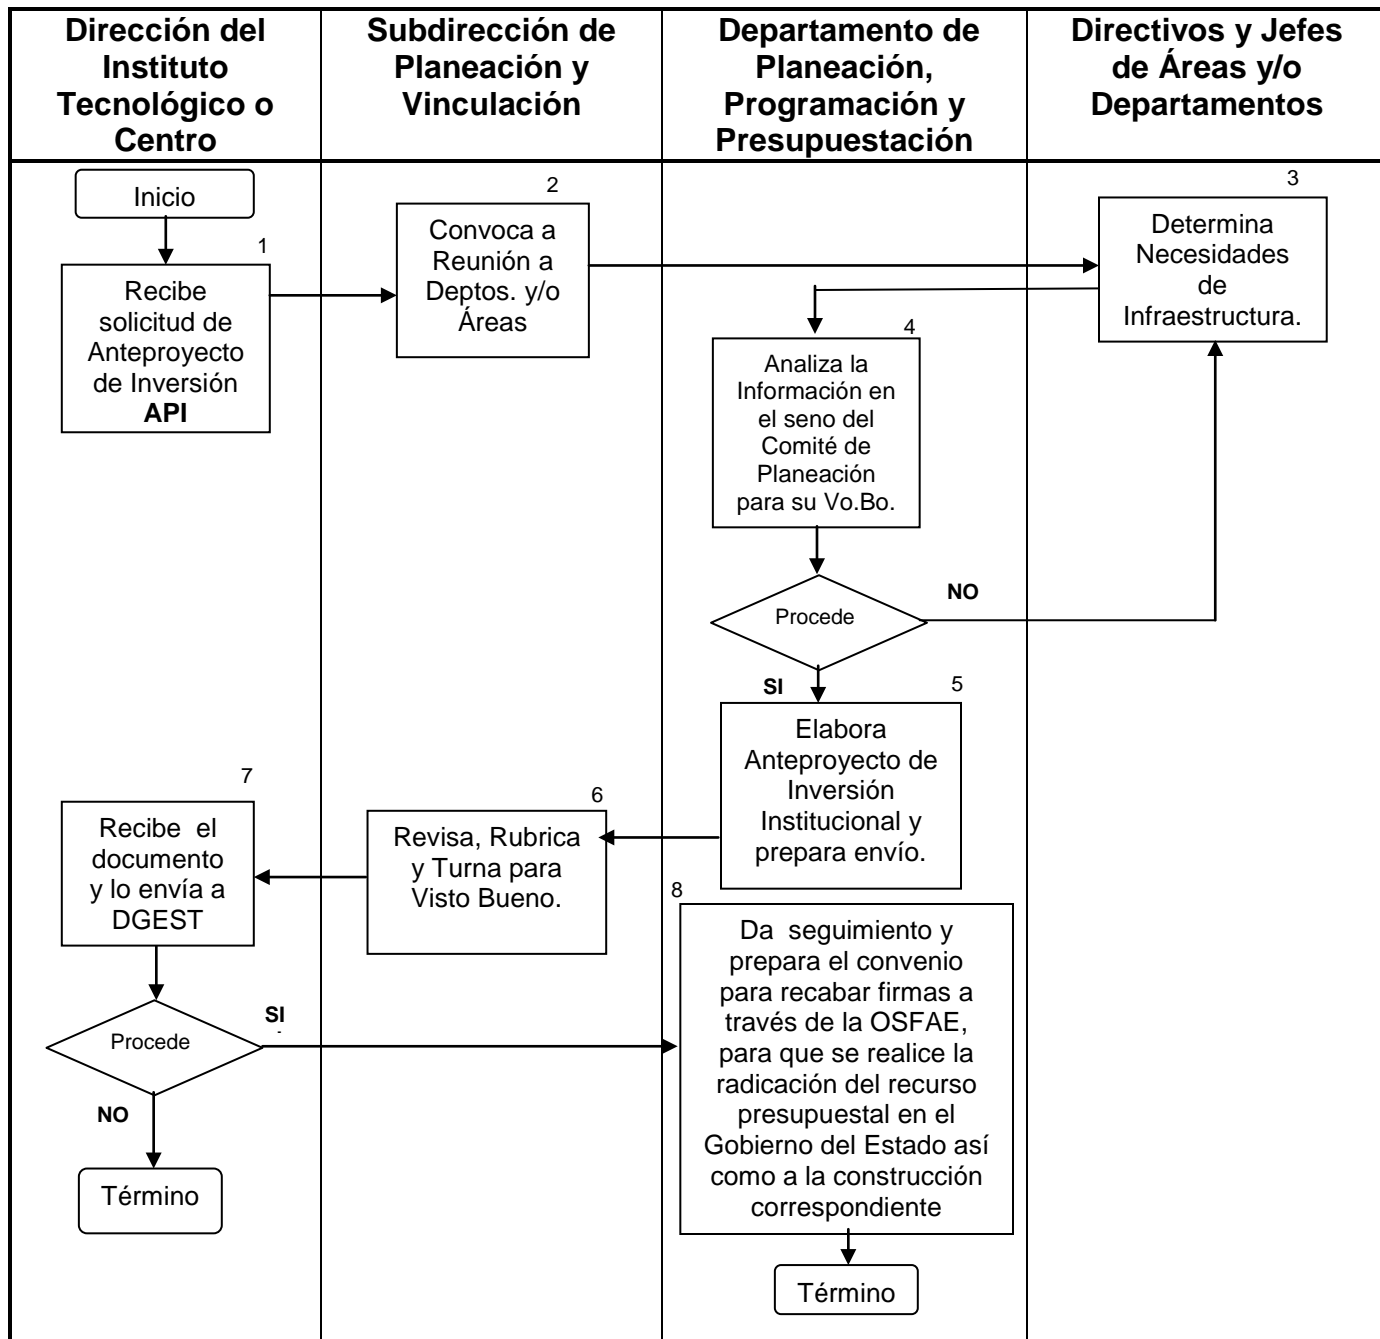 Dirección del
Instituto
Tecnológico o
Centro
Subdirección de
Planeación y
Vinculación
Departamento de
Planeación,
Programación y
Presupuestación
Directivos y Jefes
de Áreas y/o
Departamentos
Inicio
1
Recibe
solicitud de
Anteproyecto
de Inversión
API
2
Convoca a
Reunión a
Deptos. y/o
Áreas
3
Determina
Necesidades
de
Infraestructura.
4
Analiza la
Información en
el seno del
Comité de
Planeación
para su Vo.Bo.
Procede
NO
SI
5
Elabora
Anteproyecto de
Inversión
Institucional y
prepara envío.
6
Revisa, Rubrica
y Turna para
Visto Bueno.
7
Recibe el
documento
y lo envía a
DGEST
Procede
SI
NO
Término
8
Da seguimiento y
prepara el convenio
para recabar firmas a
través de la OSFAE,
para que se realice la
radicación del recurso
presupuestal en el
Gobierno del Estado así
como a la construcción
correspondiente
Término